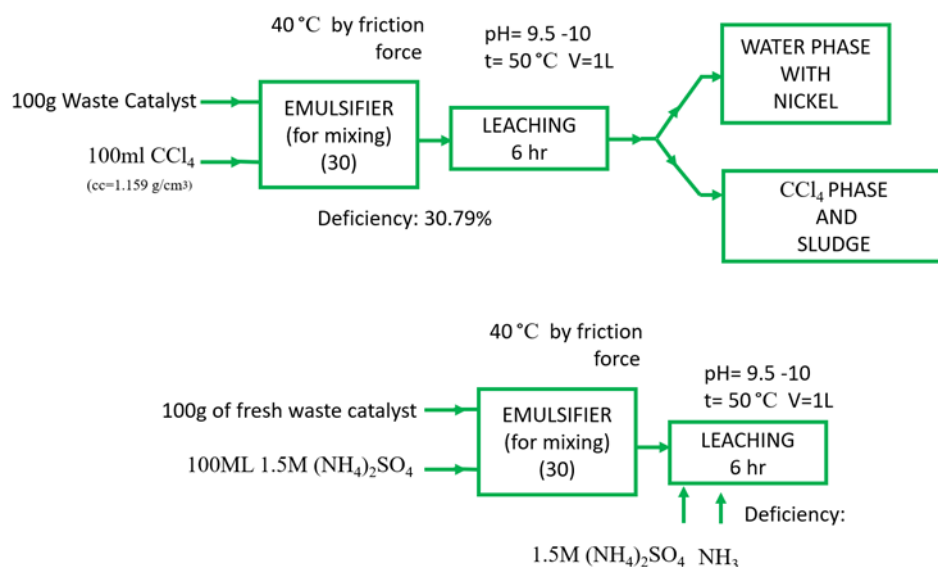 40 °C by friction
force
pH= 9.5 -10
t= 50 °C V=1L
100g Waste Catalyst
100ml CCl₄
(cc=1.159 g/cm³)
EMULSIFIER
(for mixing)
(30)
LEACHING
6 hr
WATER PHASE
WITH
NICKEL
CCl₄ PHASE
AND
SLUDGE
Deficiency: 30.79%
40 °C by friction
force
pH= 9.5 -10
t= 50 °C V=1L
100g of fresh waste catalyst
100ML 1.5M (NH₄)₂SO₄
EMULSIFIER
(for mixing)
(30)
LEACHING
6 hr
Deficiency:
1.5M (NH₄)₂SO₄ NH₃